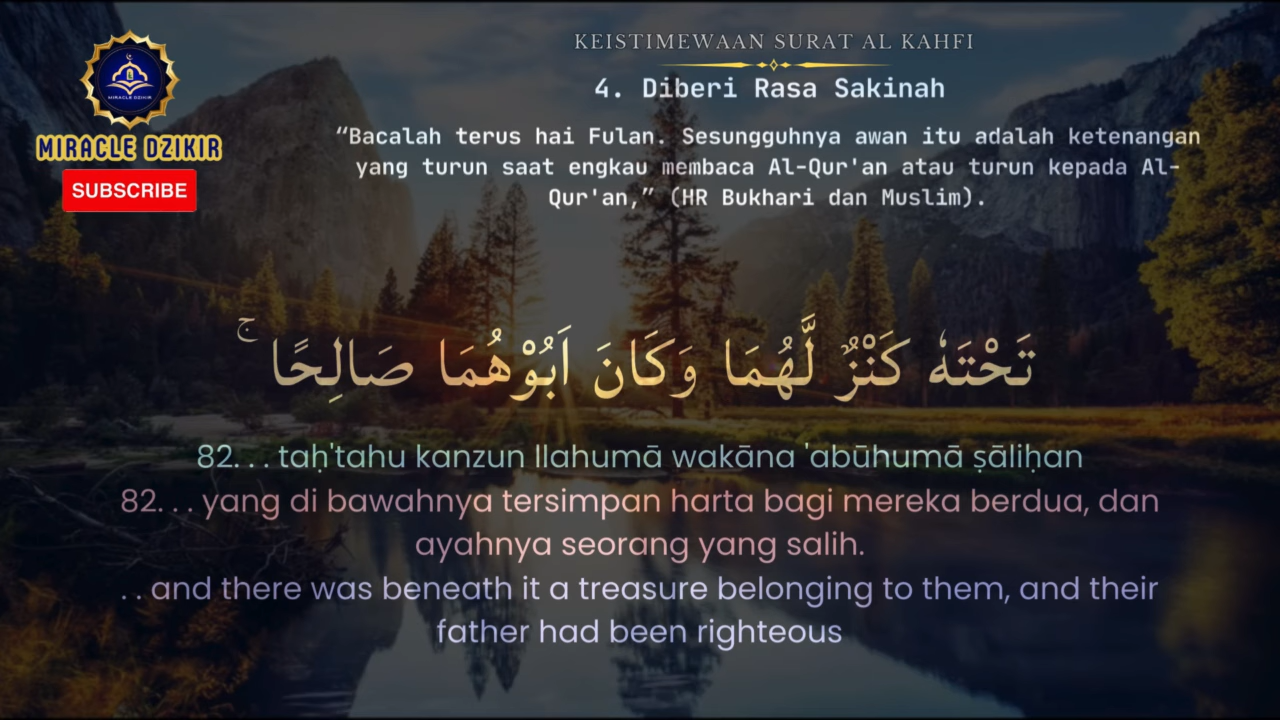 MIRACLE DZIKIR
MIRACLE DZIKIR
SUBSCRIBE
KEISTIMEWAAN SURAT AL KAHFI
4. Diberi Rasa Sakinah
“Bacalah terus hai Fulan. Sesungguhnya awan itu adalah ketenangan
yang turun saat engkau membaca Al-Qur'an atau turun kepada Al-
Qur'an,” (HR Bukhari dan Muslim).
تَحْتَهٗ كَنْزٌ لَّهُمَا وَكَانَ اَبُوْهُمَا صَالِحًا ۚ
82. . . taḥ'tahu kanzun llahumā wakāna 'abūhumā ṣāliḥan
82. . . yang di bawahnya tersimpan harta bagi mereka berdua, dan
ayahnya seorang yang salih.
. . and there was beneath it a treasure belonging to them, and their
father had been righteous